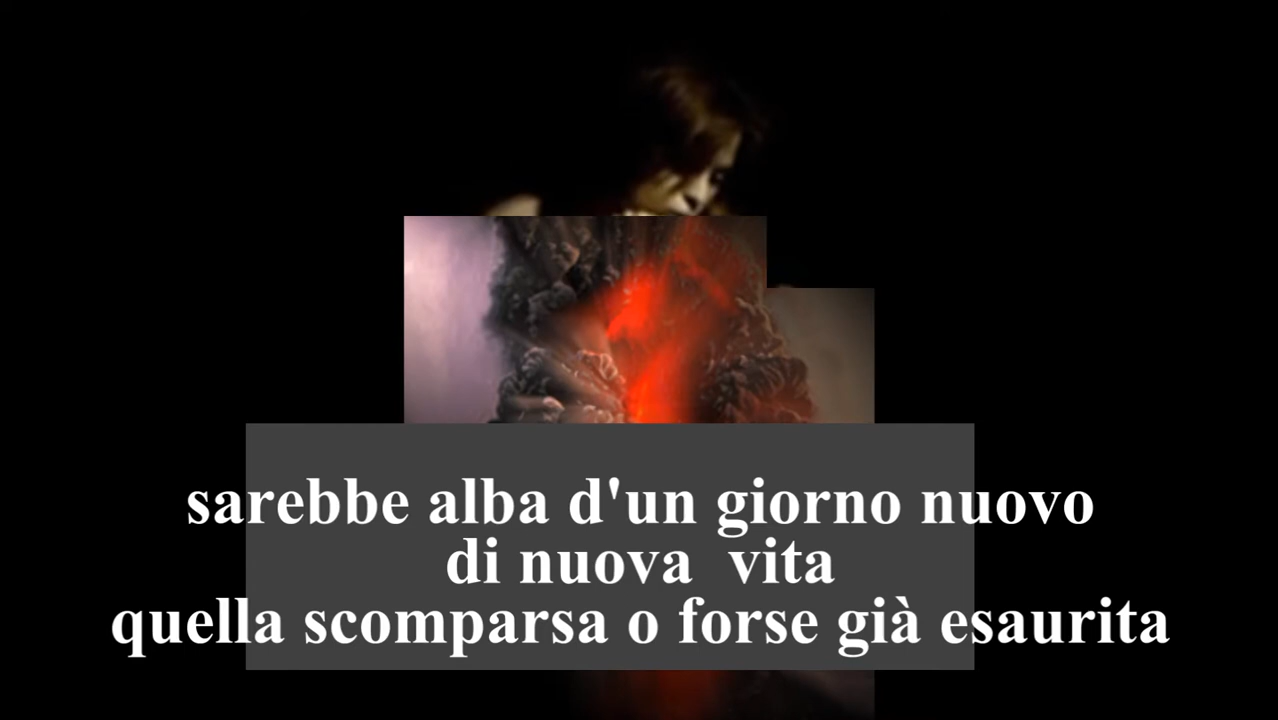 sarebbe alba d'un giorno nuovo
di nuova  vita
quella scomparsa o forse già esaurita